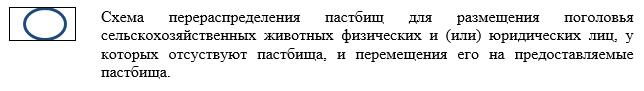 Схема перераспределения пастбищ для размещения поголовья
сельскохозяйственных животных физических и (или) юридических лиц, у
которых отсуствуют пастбища, и перемещения его на предоставляемые
пастбища.